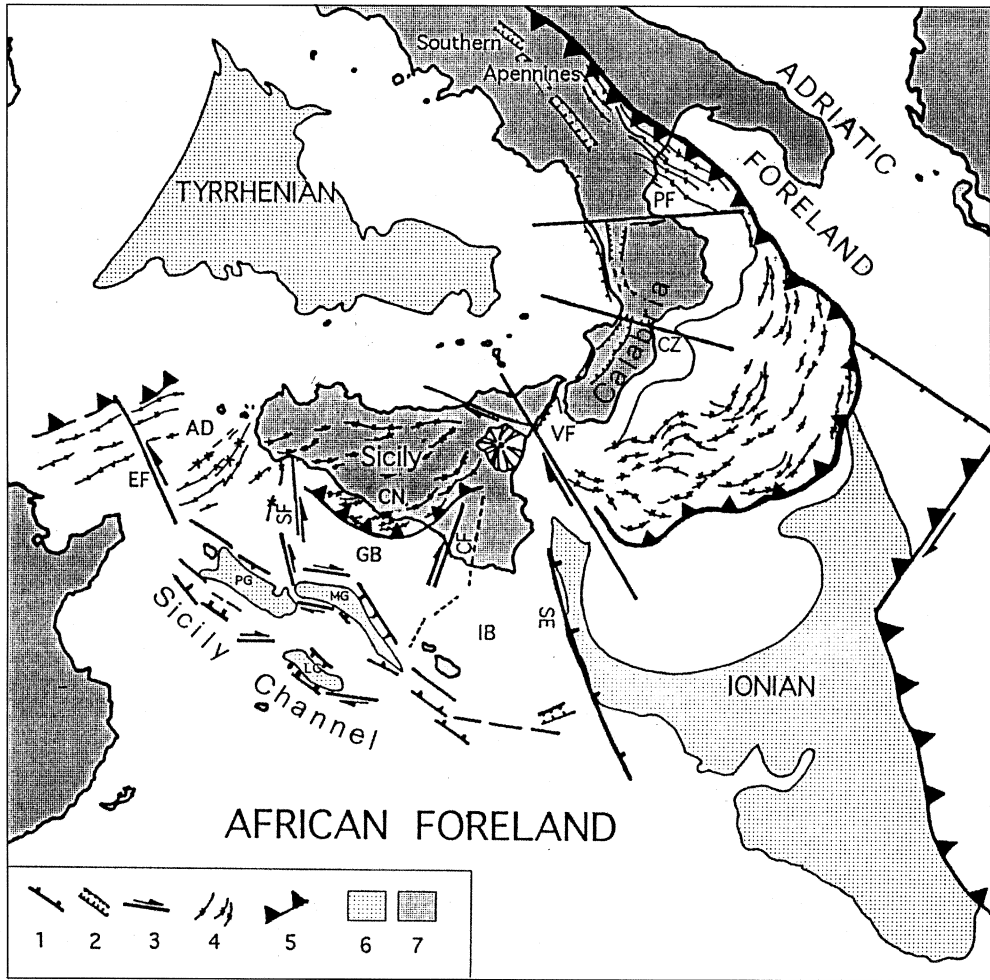 Southern
Apennines
ADRIATIC
FORELAND
TYRRHENIAN
PF
Calabria
CZ
AD
EF
Sicily
VF
CN
SF
GB
CF
PG
MG
Sicily
Channel
LG
IB
SE
IONIAN
AFRICAN FORELAND
1 2 3 4 5 6 7